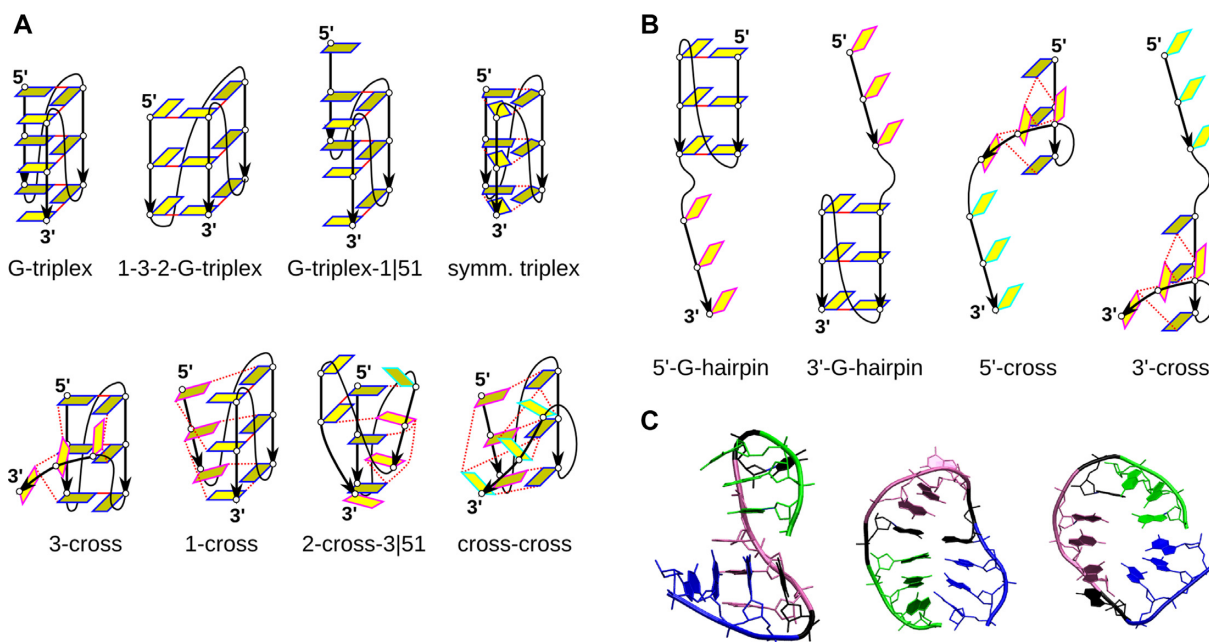 A
B
5'
5'
5'
5'
5'
5'
5'
5'
3'
3'
3'
3'
G-triplex
1-3-2-G-triplex
G-triplex-1|51
symm. triplex
3'
3'
3'
3'
5'-G-hairpin
3'-G-hairpin
5'-cross
3'-cross
5'
5'
5'
5'
3'
3'
3'
3'
3-cross
1-cross
2-cross-3|51
cross-cross
C